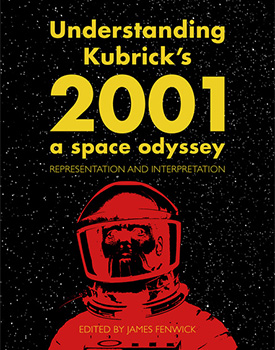 Understanding
Kubrick's
2001
a space odyssey
REPRESENTATION AND INTERPRETATION
EDITED BY JAMES FENWICK